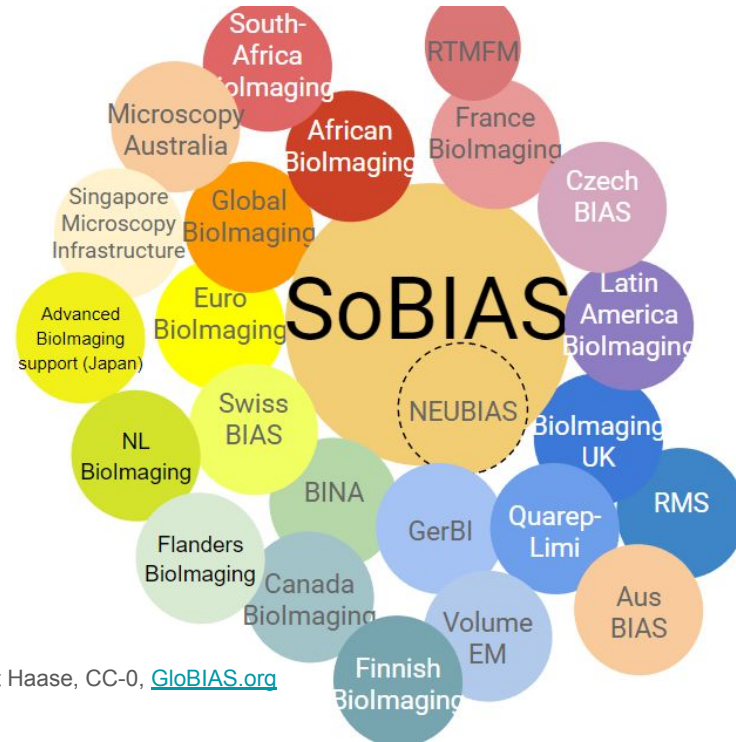 South-
Africa
BioImaging
RTMFM
Microscopy
Australia
African
BioImaging
France
BioImaging
Czech
BIAS
Singapore
Microscopy
Infrastructure
Global
BioImaging
SoBIAS
Latin
America
BioImaging
Advanced
BioImaging
support (Japan)
Euro
BioImaging
NEUBIAS
Swiss
BIAS
BioImaging
UK
NL
BioImaging
BINA
GerBI
Quarep-
Limi
RMS
Flanders
BioImaging
Canada
BioImaging
Volume
EM
Aus
BIAS
Finnish
BioImaging
Haase, CC-0, GloBIAS.org